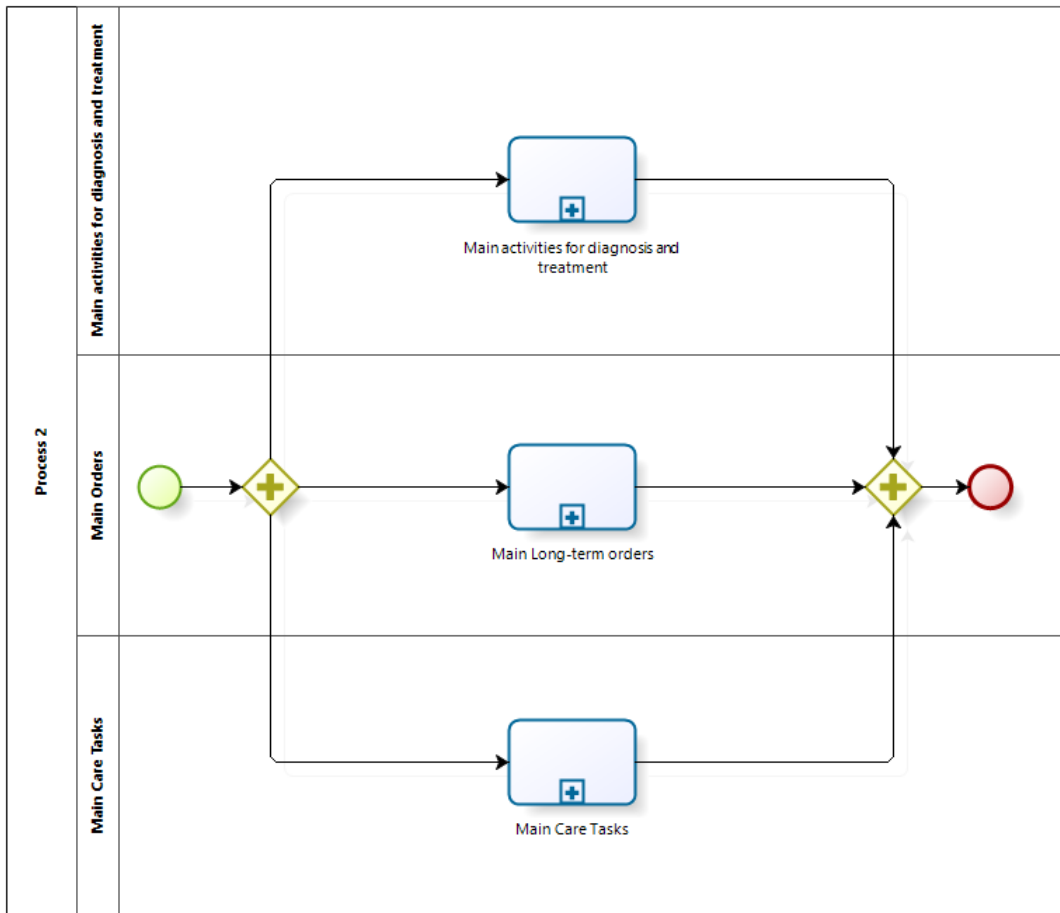 Process 2
Main activities for diagnosis and treatment
Main activities for diagnosis and
treatment
Main Orders
Main Long-term orders
Main Care Tasks
Main Care Tasks